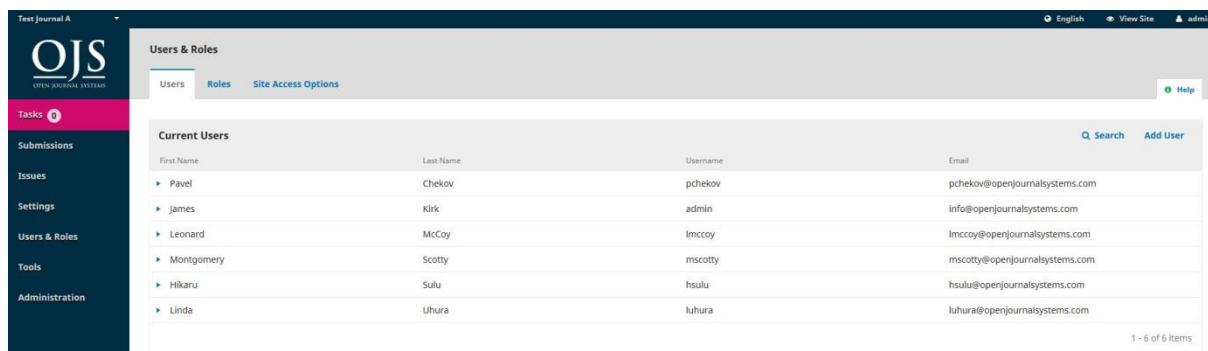 Test Journal A
English View Site admi
OJS
OPEN JOURNAL SYSTEMS
Users & Roles
Users Roles Site Access Options
Help
Tasks 0
Submissions
Issues
Settings
Users & Roles
Tools
Administration
Current Users
Search Add User
First Name Last Name Username Email
Pavel Chekov pchekov pchekov@openjournalsystems.com
James Kirk admin info@openjournalsystems.com
Leonard McCoy lmccoy lmccoy@openjournalsystems.com
Montgomery Scotty mscotty mscotty@openjournalsystems.com
Hikaru Sulu hsulu hsulu@openjournalsystems.com
Linda Uhura luhura luhura@openjournalsystems.com
1 - 6 of 6 items